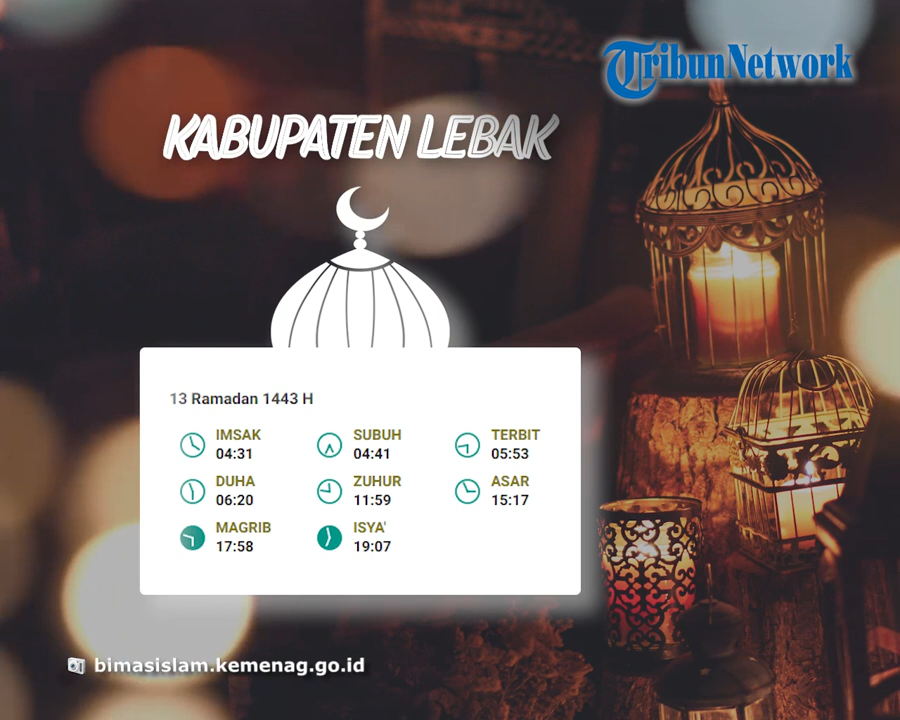 TribunNetwork
KABUPATEN LEBAK
13 Ramadan 1443 H
IMSAK
04:31
SUBUH
04:41
TERBIT
05:53
DUHA
06:20
ZUHUR
11:59
ASAR
15:17
MAGRIB
17:58
ISYA'
19:07
bimasislam.kemenag.go.id